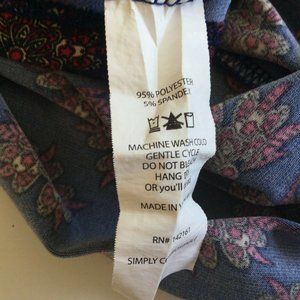 95% POLYESTER
5% SPANDEX
MACHINE WASH COLD
GENTLE CYCLE
DO NOT
HANG
OR you'll
MADE IN
RN# 142161
SIMPLY